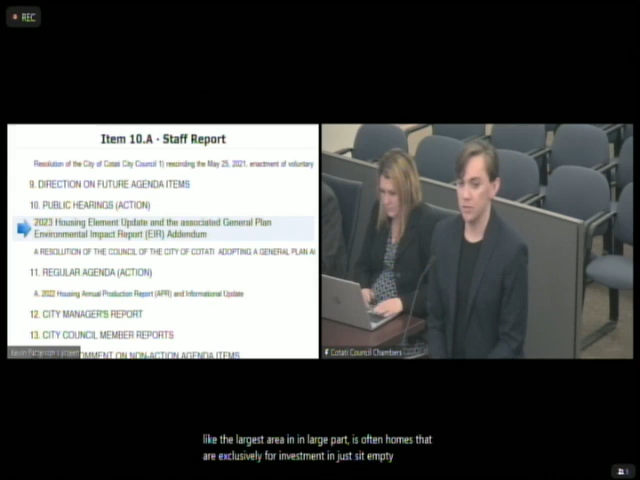 REC
Item 10.A - Staff Report
Resolution of the City of Cotati City Council 1) rescinding the May 25, 2021, enactment of voluntary
9. DIRECTION ON FUTURE AGENDA ITEMS
10. PUBLIC HEARINGS (ACTION)
2023 Housing Element Update and the associated General Plan
Environmental Impact Report (EIR) Addendum
A RESOLUTION OF THE COUNCIL OF THE CITY OF COTATI ADOPTING A GENERAL PLAN A
11. REGULAR AGENDA (ACTION)
A. 2022 Housing Annual Production Report (APR) and Informational Update
12. CITY MANAGER'S REPORT
13. CITY COUNCIL MEMBER REPORTS
OMMENT ON NON-ACTION AGENDA ITEMS
Kevin Patterson
Cotati Council Chambers
like the largest area in in large part, is often homes that
are exclusively for investment in just sit empty